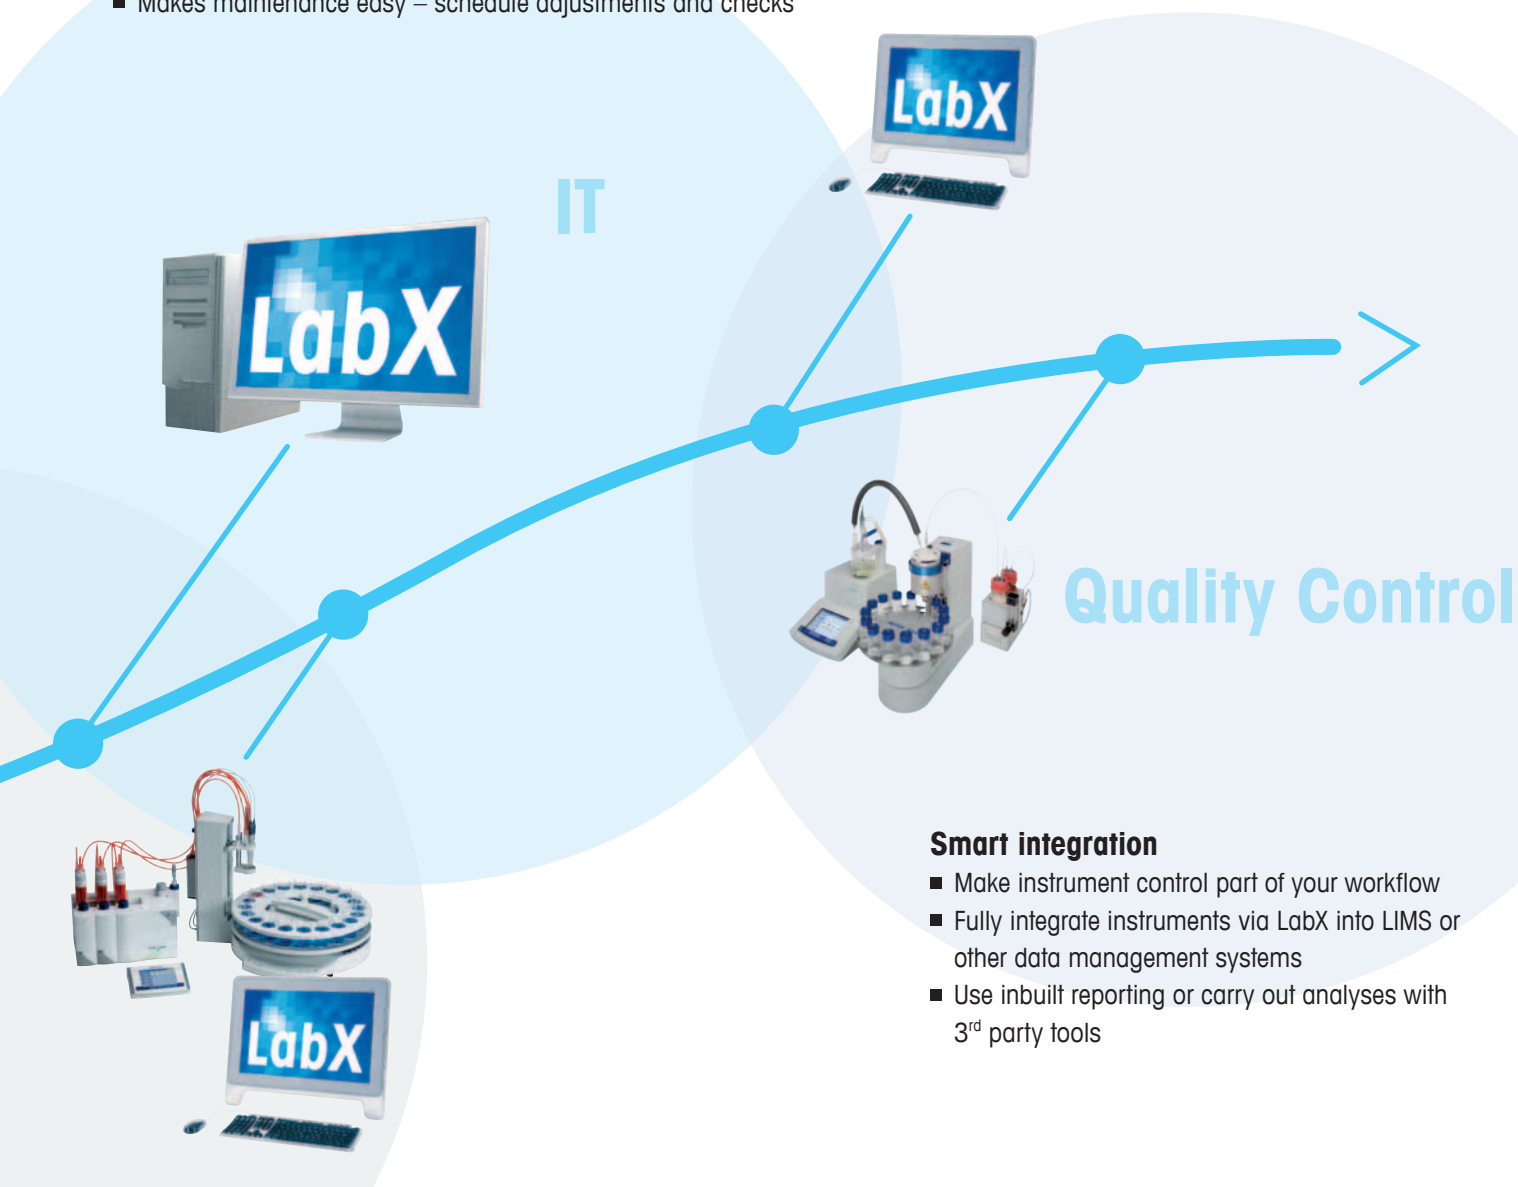 ■ Makes maintenance easy – schedule adjustments and checks
LabX
IT
LabX
Quality Control
Smart integration
■ Make instrument control part of your workflow
■ Fully integrate instruments via LabX into LIMS or
other data management systems
■ Use inbuilt reporting or carry out analyses with
3rd party tools
LabX